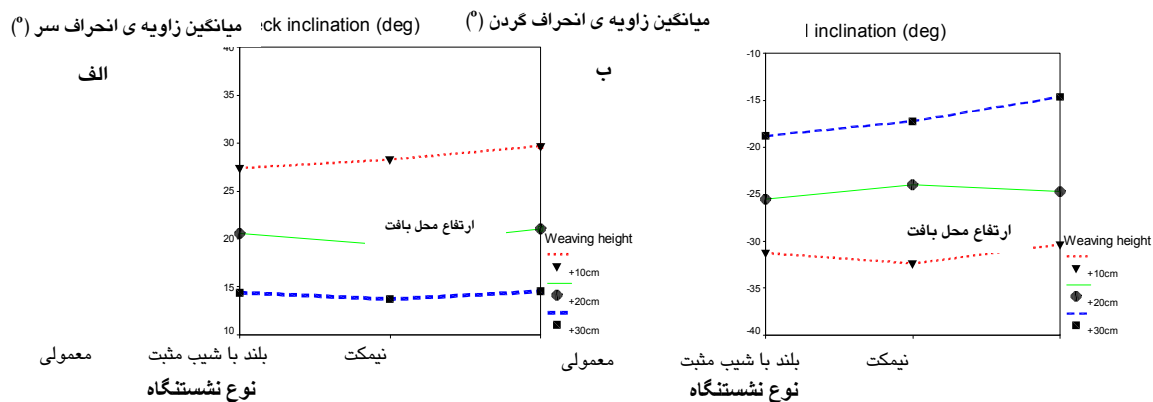 میانگین زاویه ی انحراف سر (º)
eck inclination (deg)
الف
40
35
30
25
20
15
10
ارتفاع محل بافت
Weaving height
+10cm
+20cm
+30cm
معمولی
بلند با شیب مثبت
نیمکت
نوع نشستنگاه
میانگین زاویه ی انحراف گردن (º)
inclination (deg)
ب
-10
-15
-20
-25
-30
-35
-40
ارتفاع محل بافت
Weaving height
+10cm
+20cm
+30cm
معمولی
بلند با شیب مثبت
نیمکت
نوع نشستنگاه